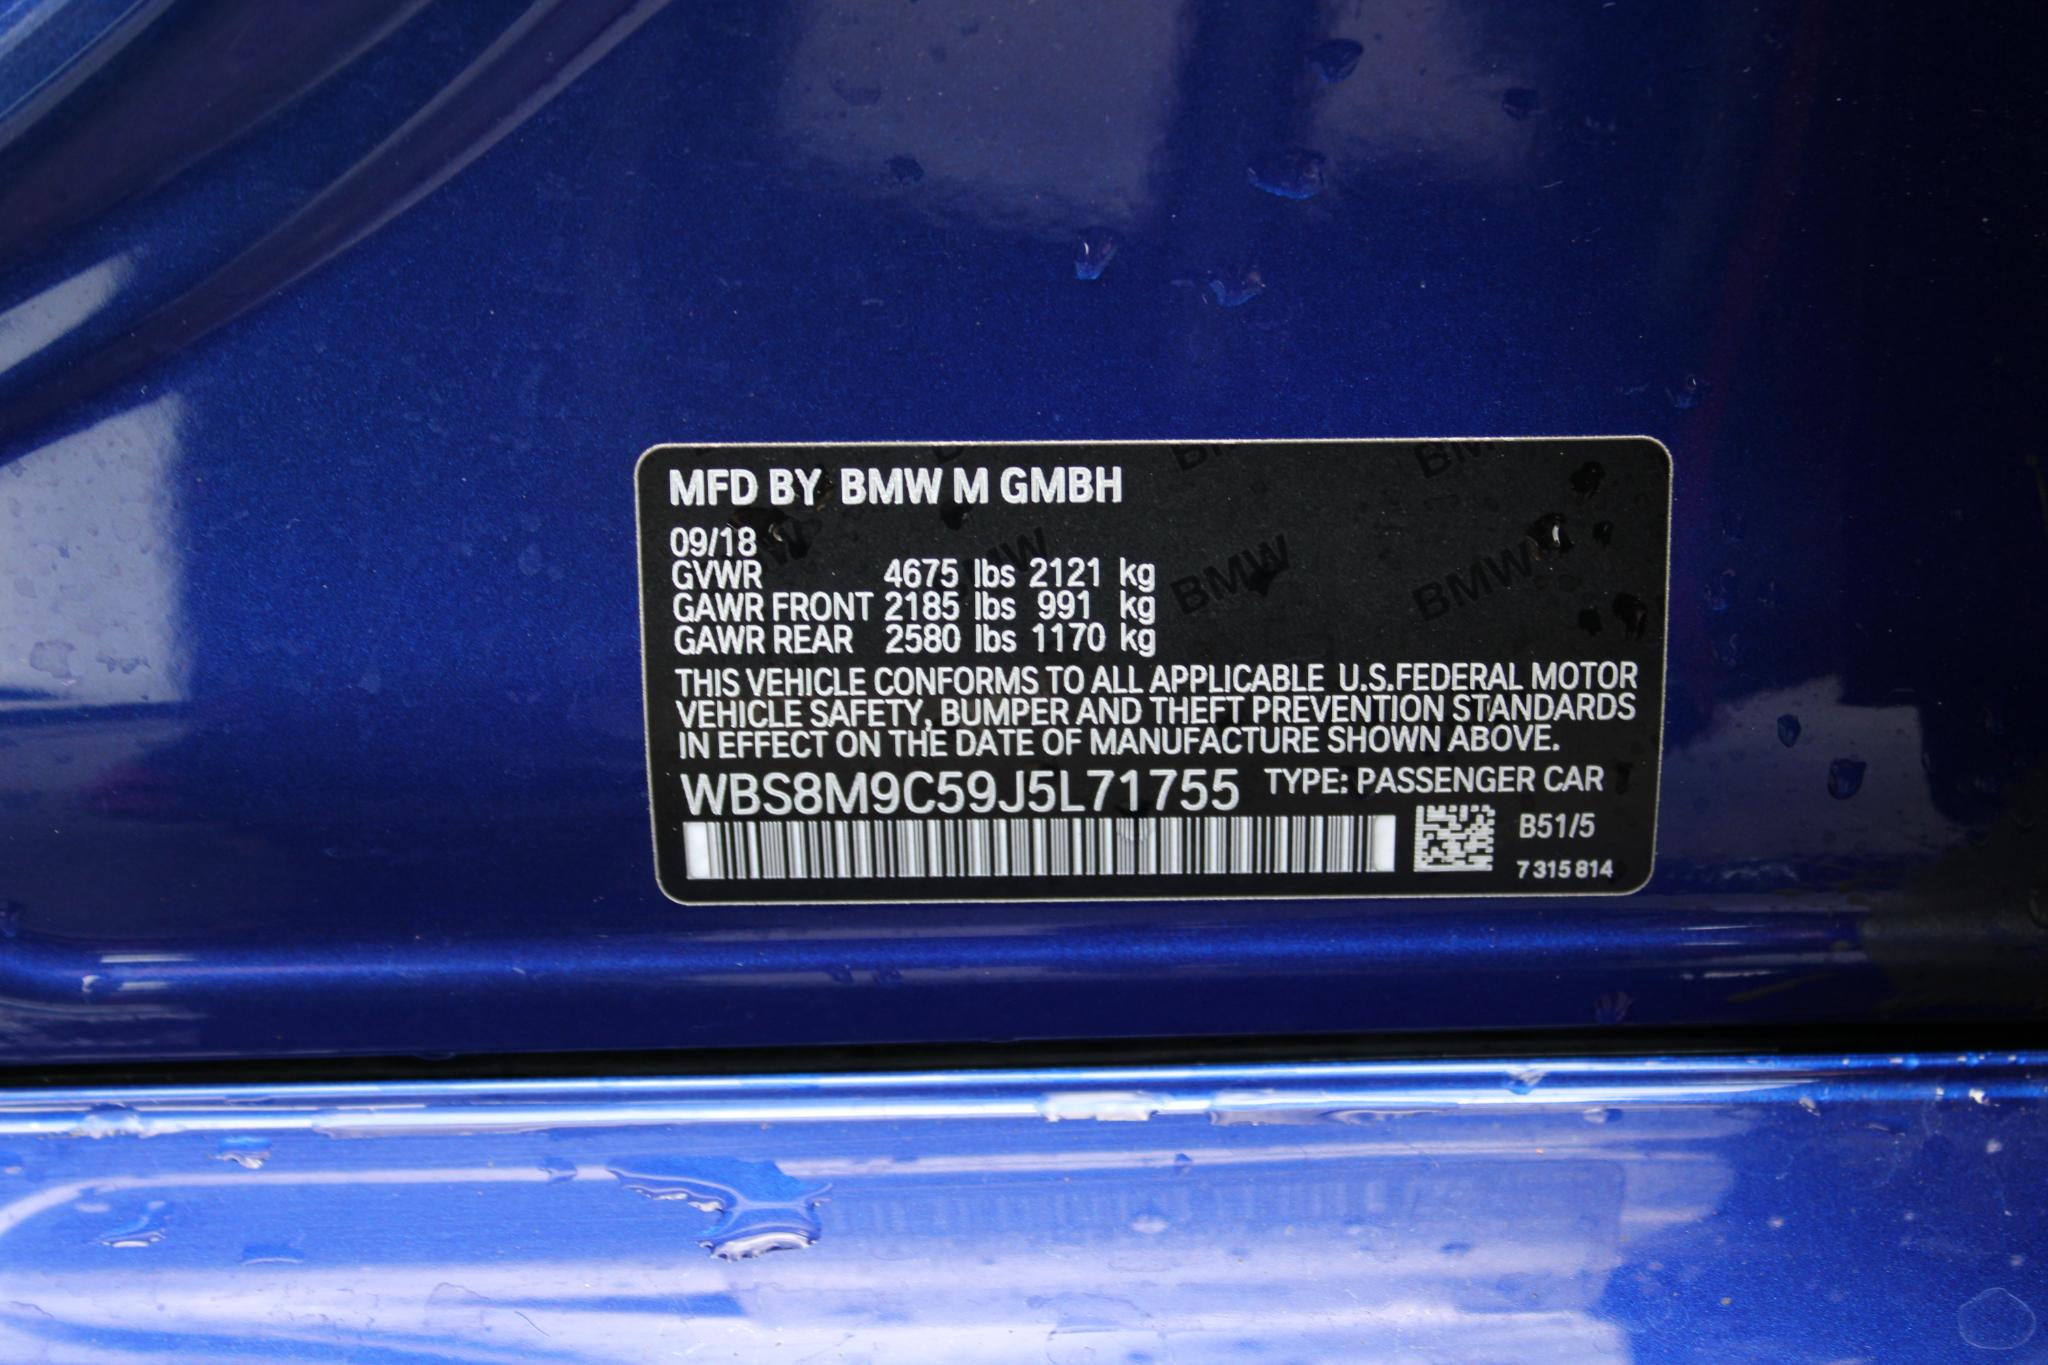 MFD BY BMW M GMBH
09/18
GVWR 4675 lbs 2121 kg
GAWR FRONT 2185 lbs 991 kg
GAWR REAR 2580 lbs 1170 kg
THIS VEHICLE CONFORMS TO ALL APPLICABLE U.S.FEDERAL MOTOR
VEHICLE SAFETY, BUMPER AND THEFT PREVENTION STANDARDS
IN EFFECT ON THE DATE OF MANUFACTURE SHOWN ABOVE.
WBS8M9C59J5L71755 TYPE: PASSENGER CAR
B51/5
7 315 814